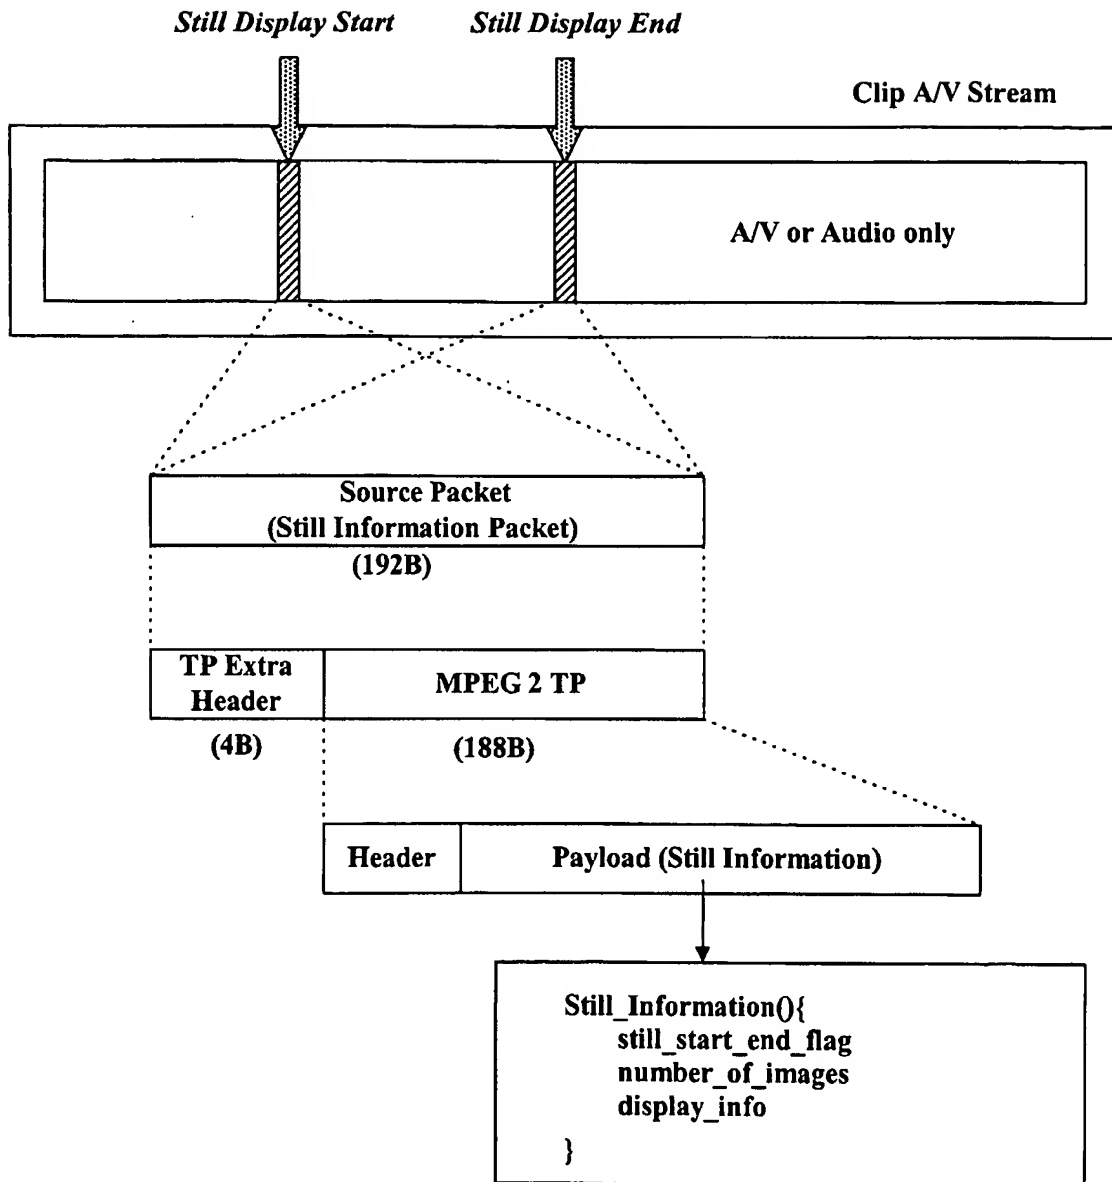 Still Display Start Still Display End
Clip A/V Stream
A/V or Audio only
Source Packet
(Still Information Packet)
(192B)
TP Extra
Header
MPEG 2 TP
(4B)
(188B)
Header
Payload (Still Information)
Still_Information(){
still_start_end_flag
number_of_images
display_info
}